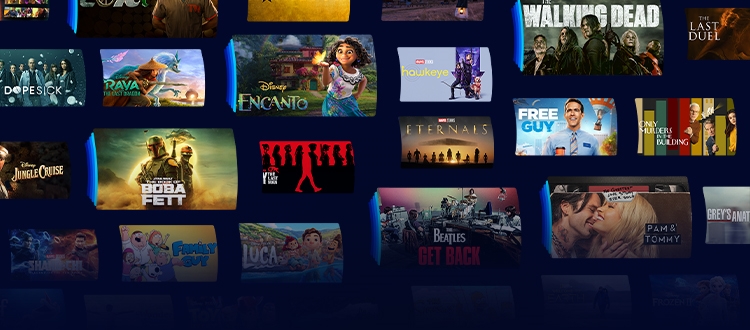 THE
WALKING DEAD
THE LAST
DUEL
DOPESICK
RAYA
AND THE LAST DRAGON
Disney
ENCANTO
MARVEL STUDIOS
hawkeye
MARVEL STUDIOS
ETERNALS
FREE
GUY
ONLY
MURDERS
IN THE
BUILDING
Disney
JUNGLE CRUISE
STAR WARS
THE BOOK OF
BOBA
FETT
Y
THE LAST
MAN
THE
BEATLES
GET BACK
PAM &
TOMMY
GREY'S ANAT
SHANG-CHI
FAMILY
GUY
LUCA